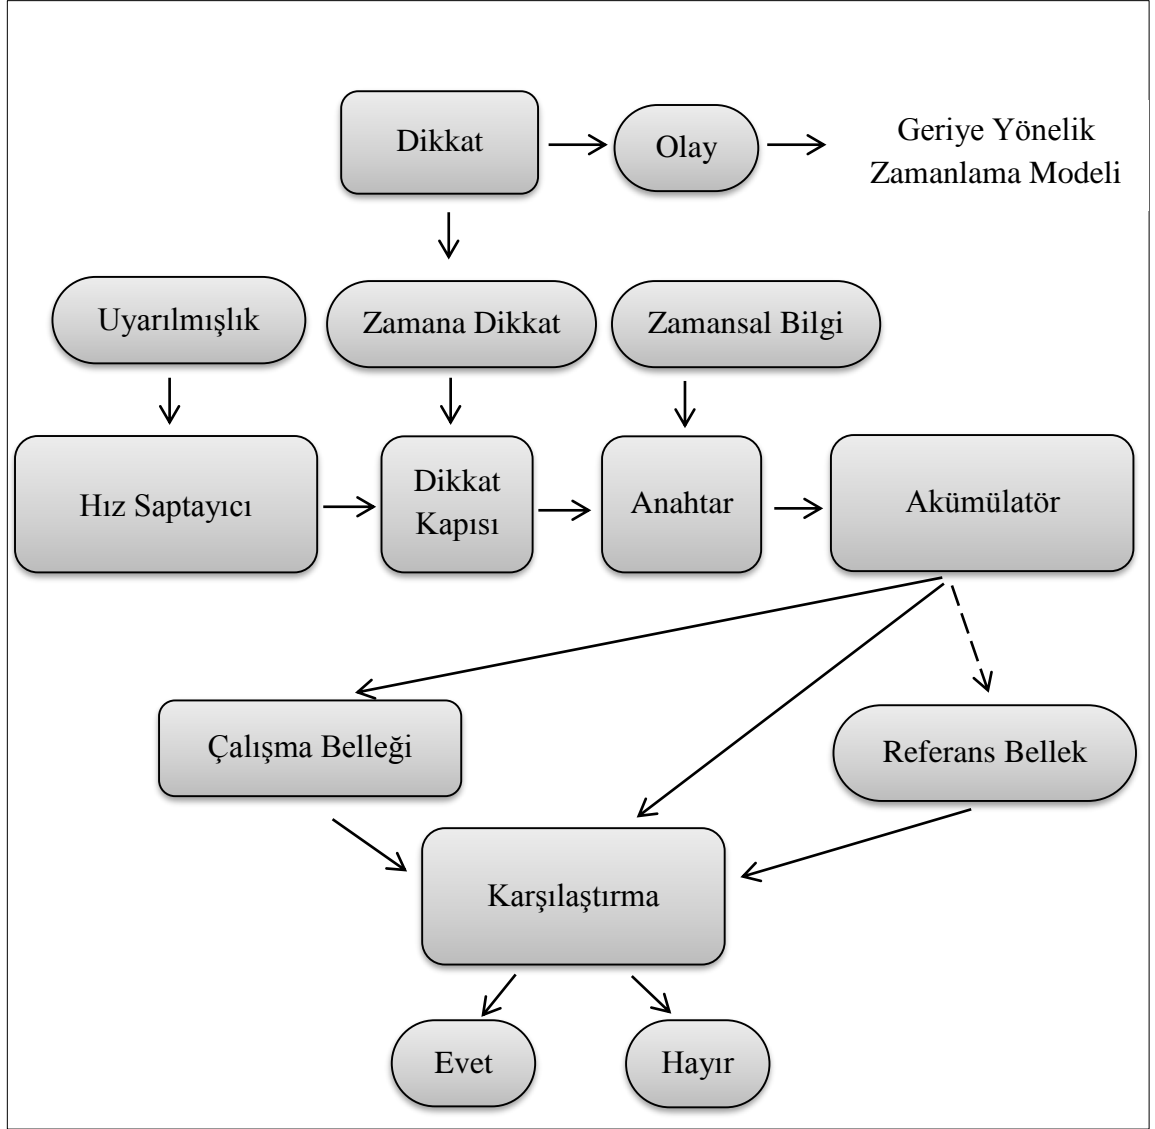 Dikkat
Olay
Geriye Yönelik
Zamanlama Modeli
Uyarılmışlık
Zamana Dikkat
Zamansal Bilgi
Hız Saptayıcı
Dikkat
Kapısı
Anahtar
Akümülatör
Çalışma Belleği
Referans Bellek
Karşılaştırma
Evet
Hayır